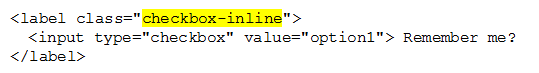 <label class="checkbox-inline">
  <input type="checkbox" value="option1"> Remember me?
</label>